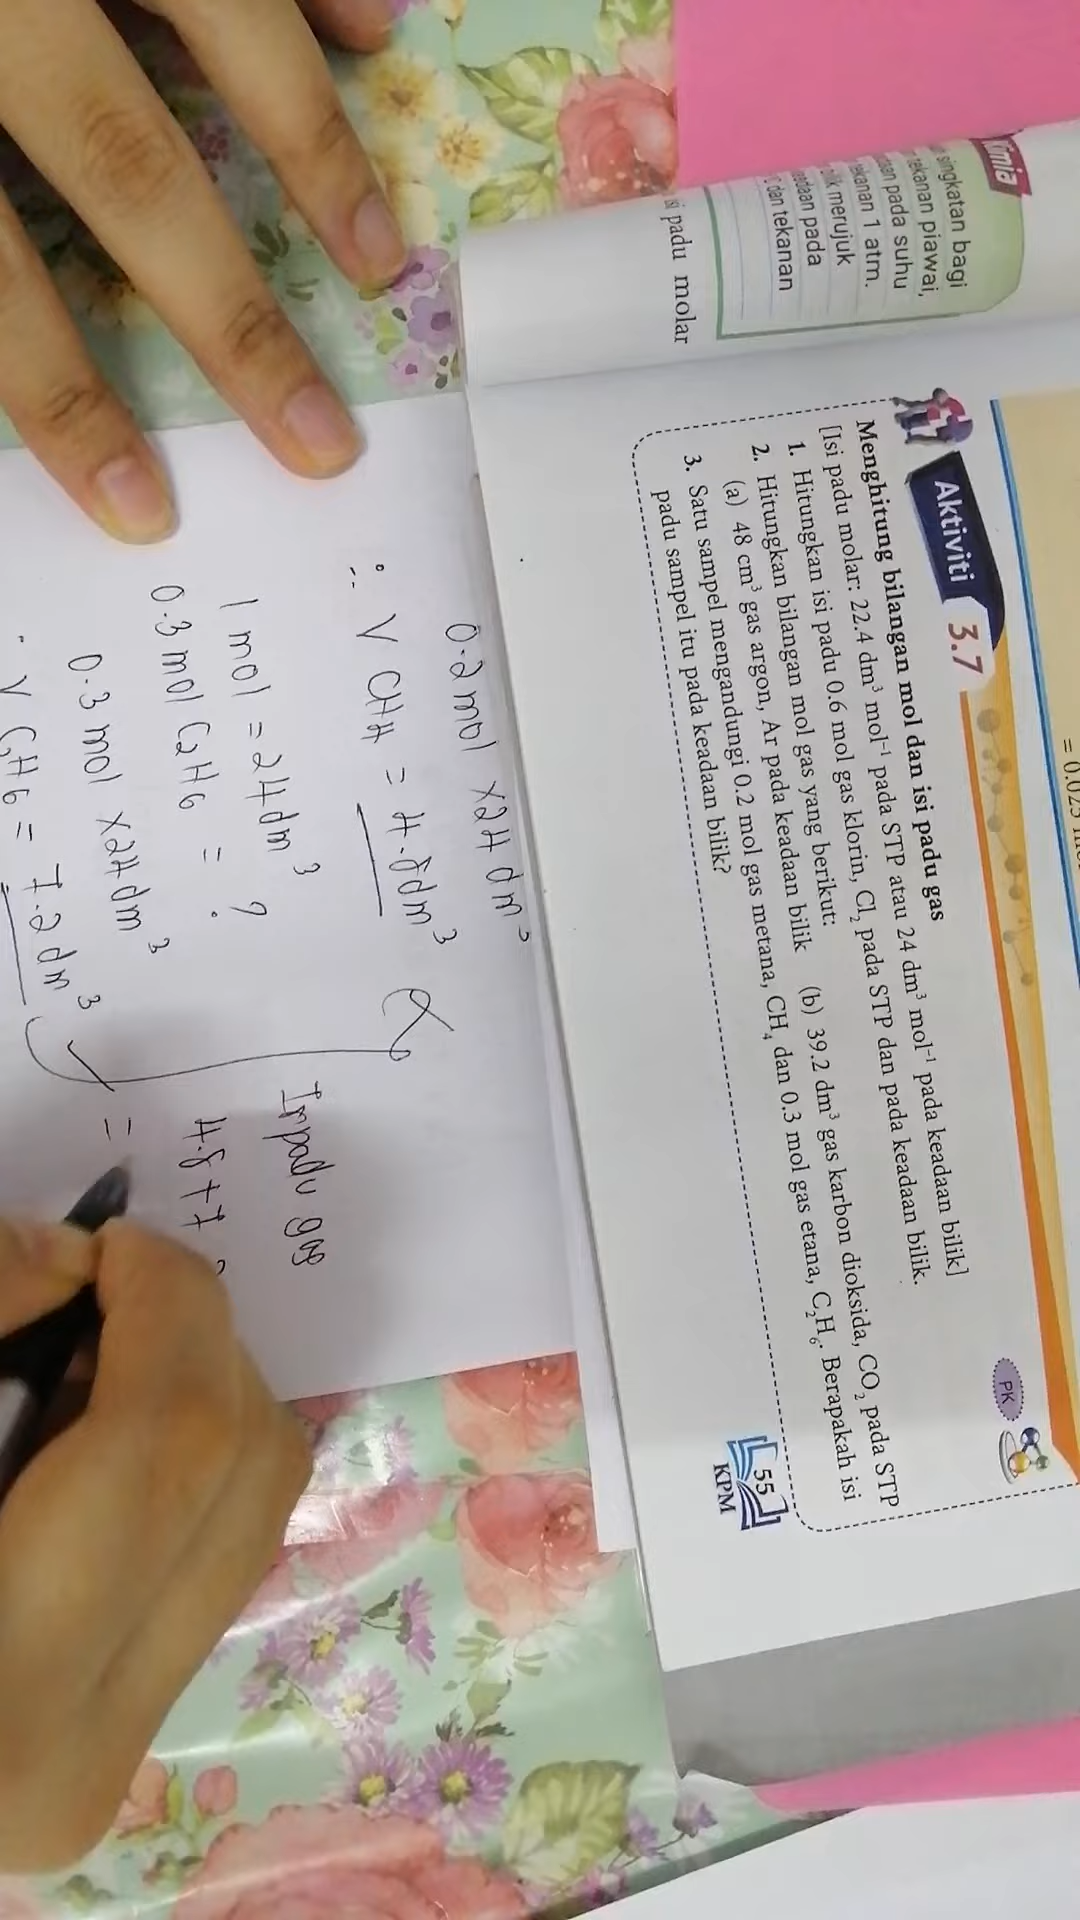 Kimia
singkatan bagi
tekanan piawai,
pada suhu
tekanan 1 atm.
merujuk
pada
dan tekanan
isi padu molar
Aktiviti 3.7
PK
Menghitung bilangan mol dan isi padu gas
[Isi padu molar: 22.4 dm³ mol⁻¹ pada STP atau 24 dm³ mol⁻¹ pada keadaan bilik]
1. Hitungkan isi padu 0.6 mol gas klorin, Cl₂ pada STP dan pada keadaan bilik.
2. Hitungkan bilangan mol gas yang berikut:
(a) 48 cm³ gas argon, Ar pada keadaan bilik (b) 39.2 dm³ gas karbon dioksida, CO₂ pada STP
3. Satu sampel mengandungi 0.2 mol gas metana, CH₄ dan 0.3 mol gas etana, C₂H₆. Berapakah isi
padu sampel itu pada keadaan bilik?
55
KPM
0.2 mol × 24 dm³
∴ V CH4 = 4.8 dm³
1 mol = 24 dm³
0.3 mol C2H6 = ?
0.3 mol × 24 dm³
∴ V C2H6 = 7.2 dm³
Isipadu gas
4.8 + 7
=